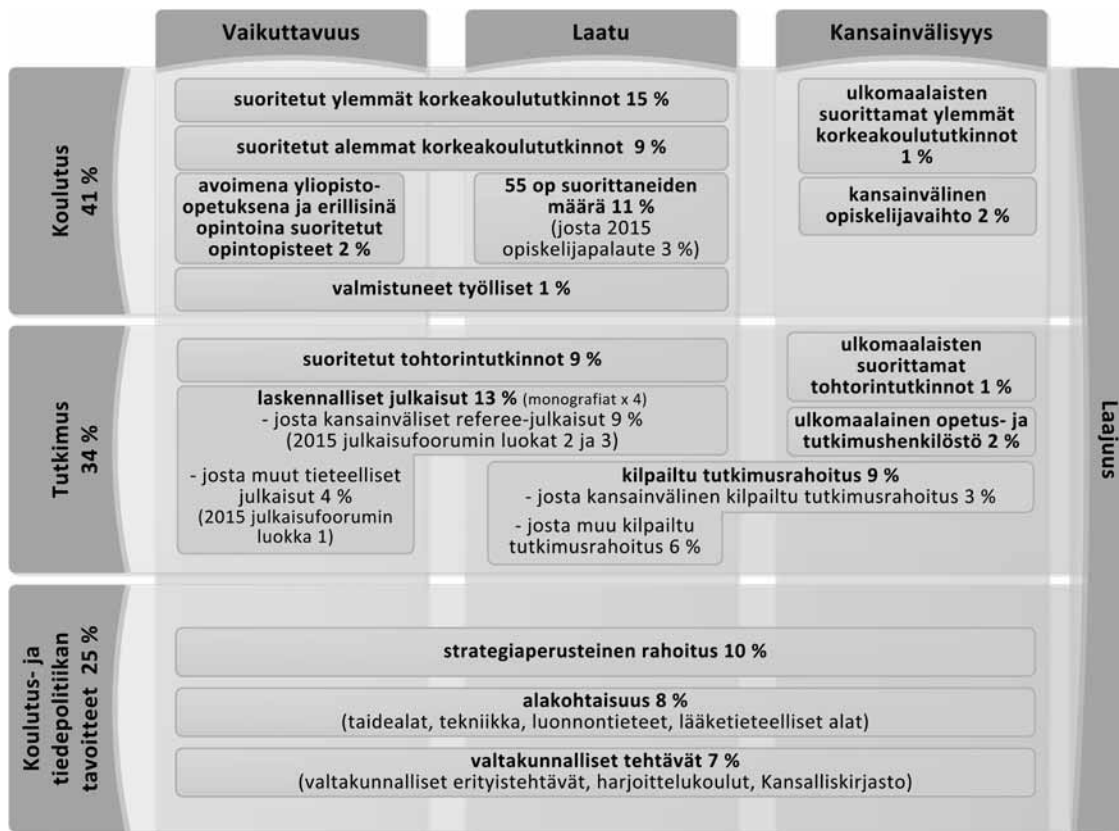 Vaikuttavuus
Laatu
Kansainvälisyys
Koulutus
41 %
suoritetut ylemmät korkeakoulututkinnot 15 %
suoritetut alemmat korkeakoulututkinnot 9 %
avoimena yliopisto-
opetuksena ja erillisinä
opintoina suoritetut
opintopisteet 2 %
55 op suorittaneiden
määrä 11 %
(josta 2015
opiskelijapalaute 3 %)
valmistuneet työlliset 1 %
ulkomaalaisten
suorittamat ylemmät
korkeakoulututkinnot
1 %
kansainvälinen
opiskelijavaihto 2 %
Tutkimus
34 %
suoritetut tohtorintutkinnot 9 %
laskennalliset julkaisut 13 % (monografiat x 4)
- josta kansainväliset referee-julkaisut 9 %
(2015 julkaisufoorumin luokat 2 ja 3)
- josta muut tieteelliset
julkaisut 4 %
(2015 julkaisufoorumin
luokka 1)
ulkomaalaisten
suorittamat
tohtorintutkinnot 1 %
ulkomaalainen opetus- ja
tutkimushenkilöstö 2 %
kilpailtu tutkimusrahoitus 9 %
- josta kansainvälinen kilpailtu tutkimusrahoitus 3 %
- josta muu kilpailtu
tutkimusrahoitus 6 %
Koulutus- ja
tiedepolitiikan
tavoitteet 25 %
strategiaperusteinen rahoitus 10 %
alakohtaisuus 8 %
(taidealat, tekniikka, luonnontieteet, lääketieteelliset alat)
valtakunnalliset tehtävät 7 %
(valtakunnalliset erityistehtävät, harjoittelukoulut, Kansalliskirjasto)
Laajuus